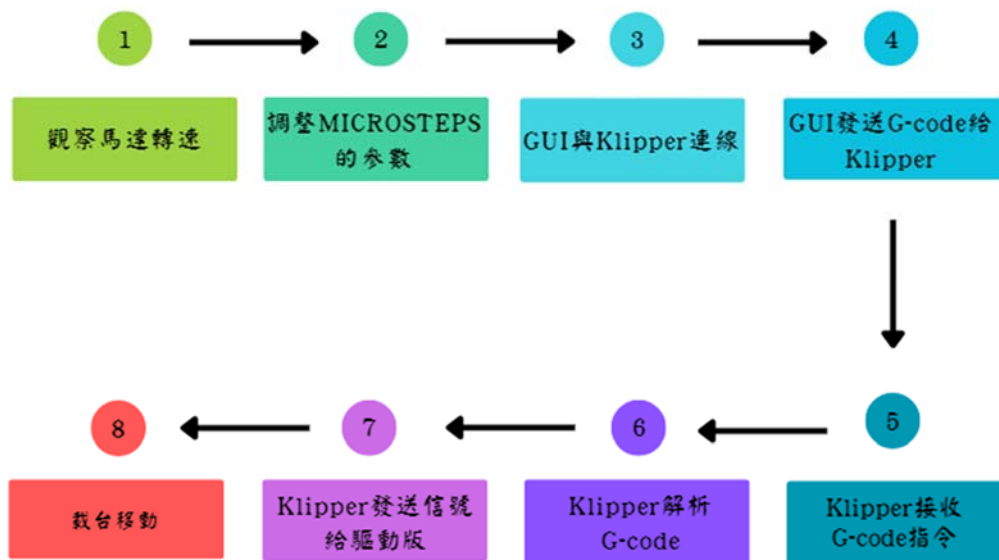 1
2
3
4
觀察馬達轉速
調整MICROSTEPS
的參數
GUI與Klipper連線
GUI發送G-code給
Klipper
5
6
7
8
Klipper接收
G-code指令
Klipper解析
G-code
Klipper發送信號
給驅動版
載台移動